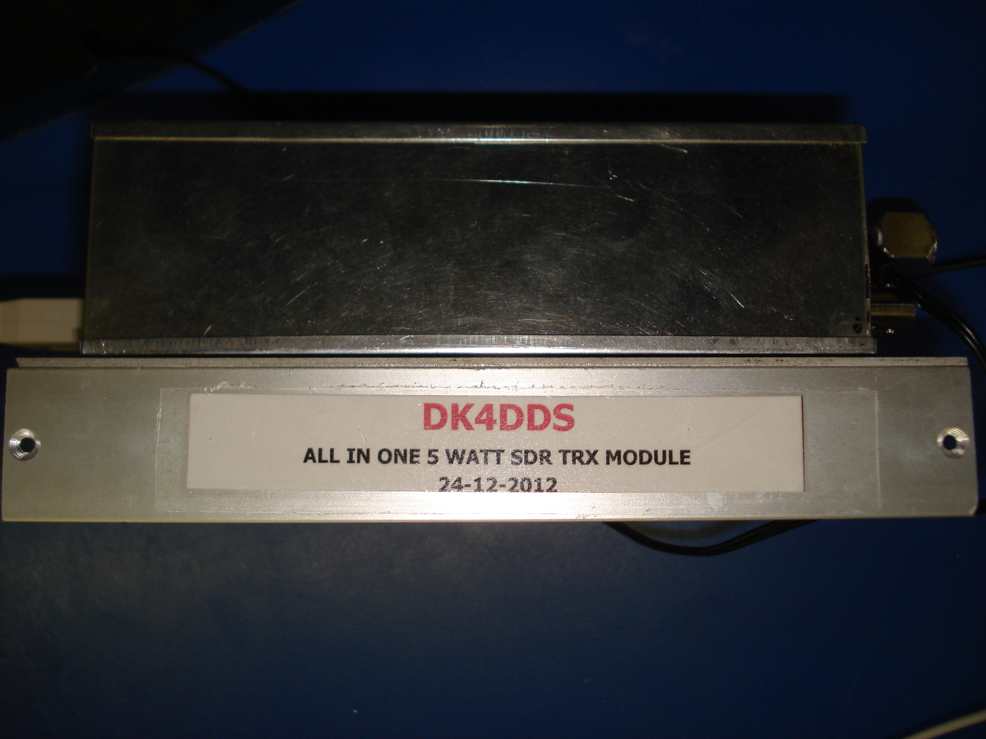 DK4DDS
ALL IN ONE 5 WATT SDR TRX MODULE
24-12-2012